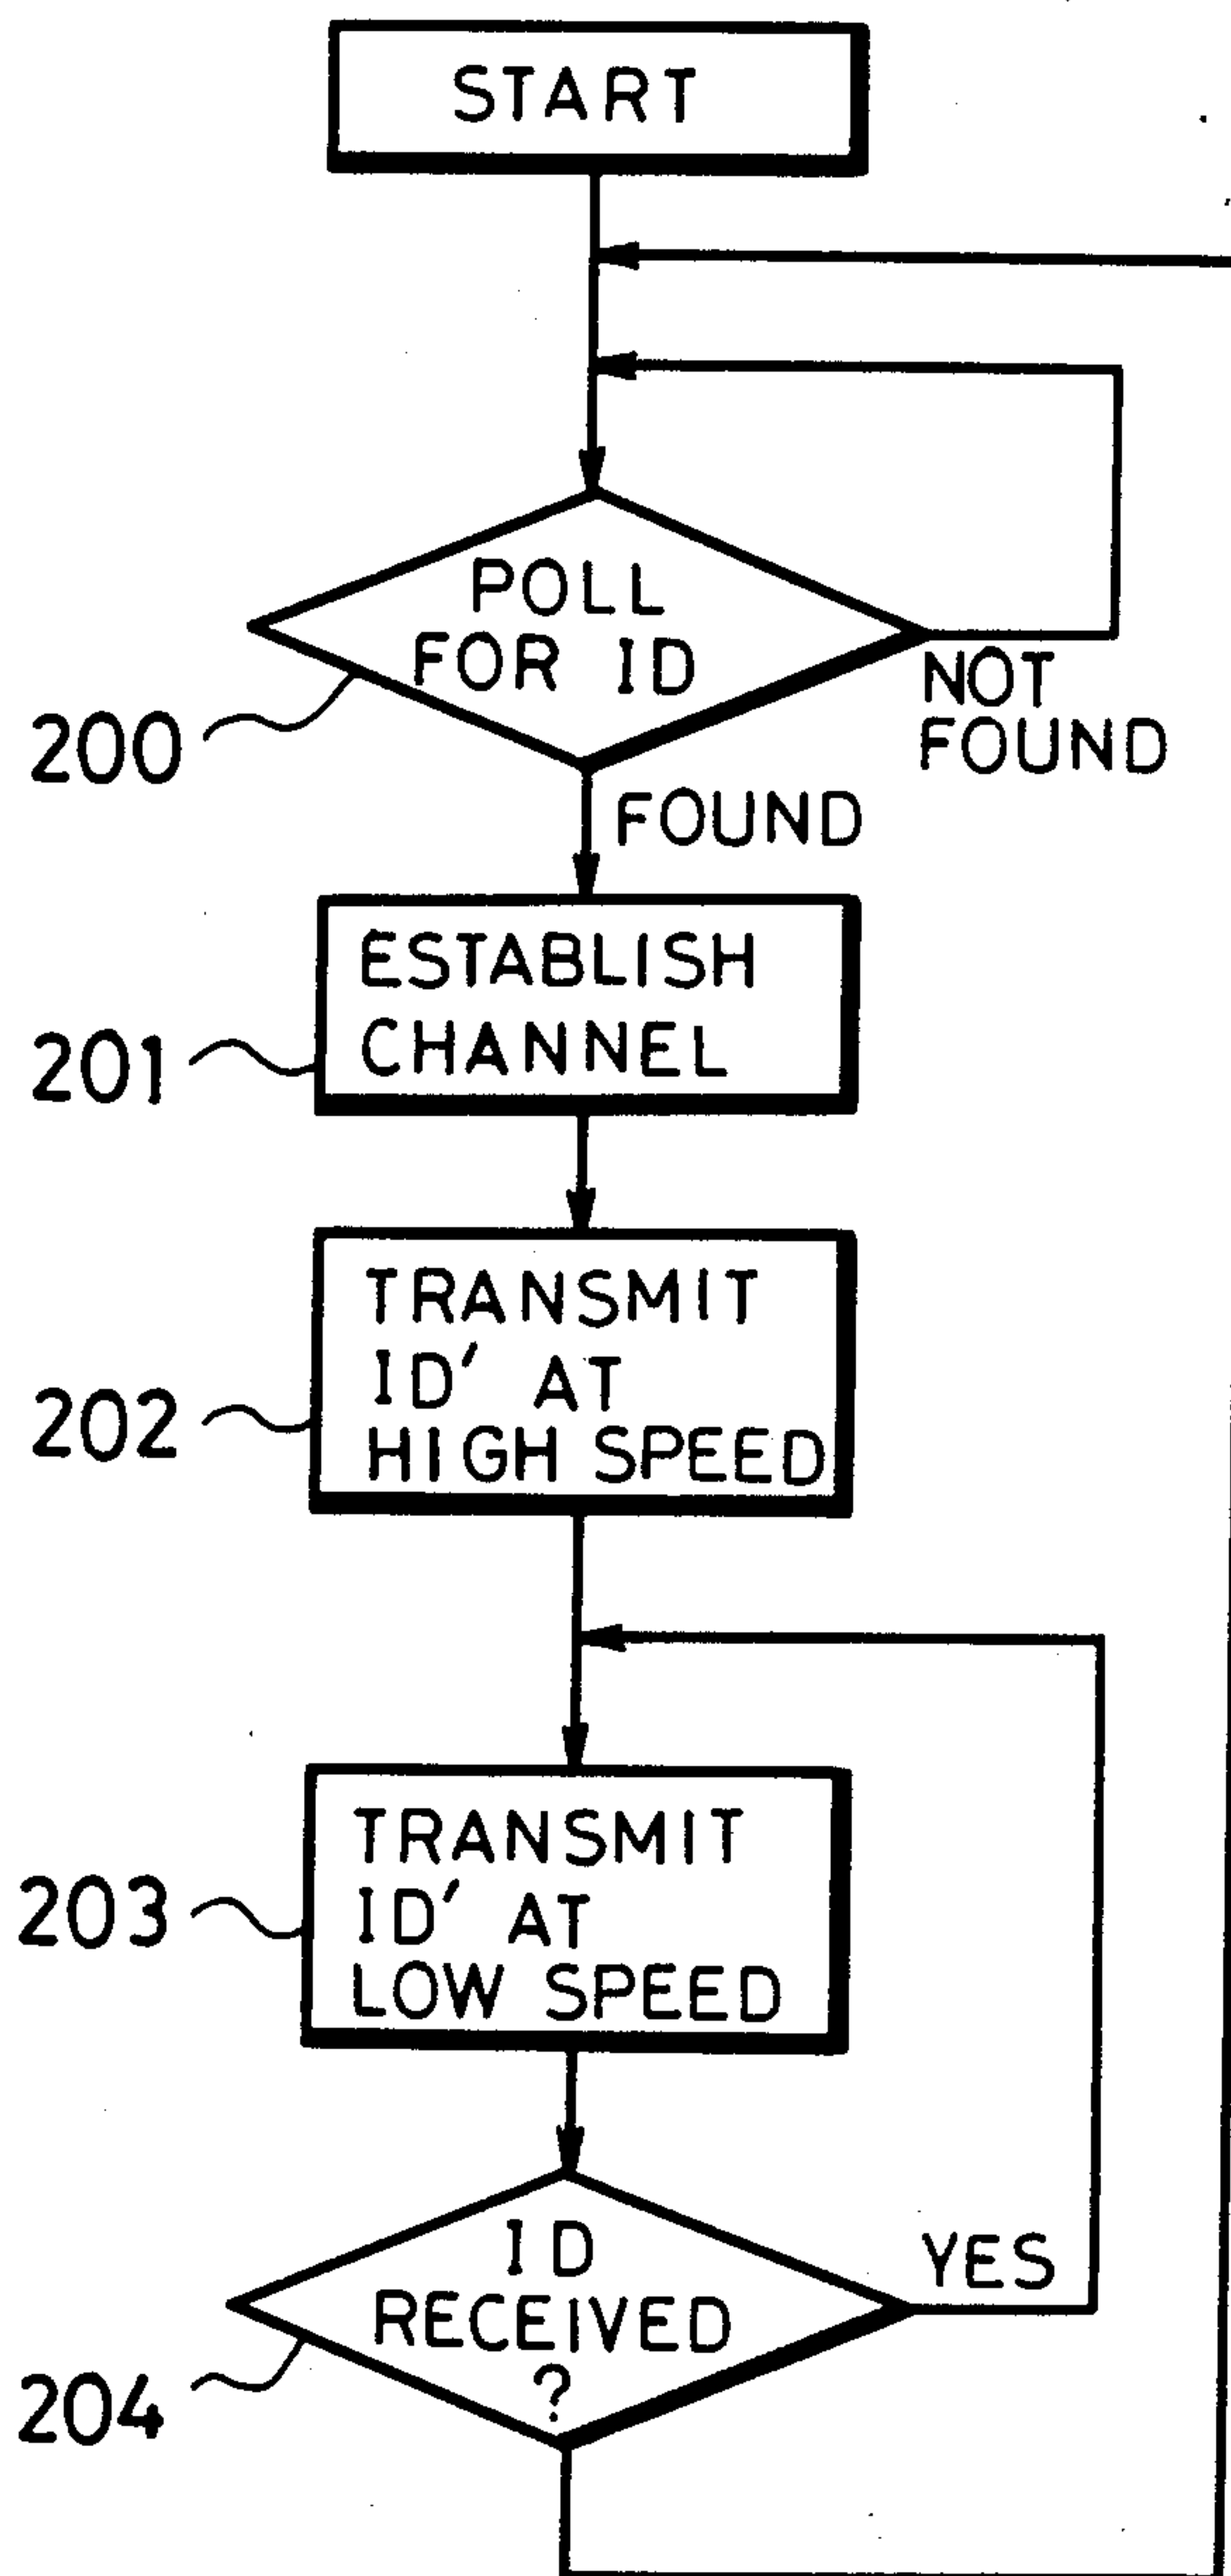 START
POLL
FOR ID
200
NOT
FOUND
FOUND
ESTABLISH
CHANNEL
201
TRANSMIT
ID' AT
HIGH SPEED
202
TRANSMIT
ID' AT
LOW SPEED
203
ID
RECEIVED
?
YES
204